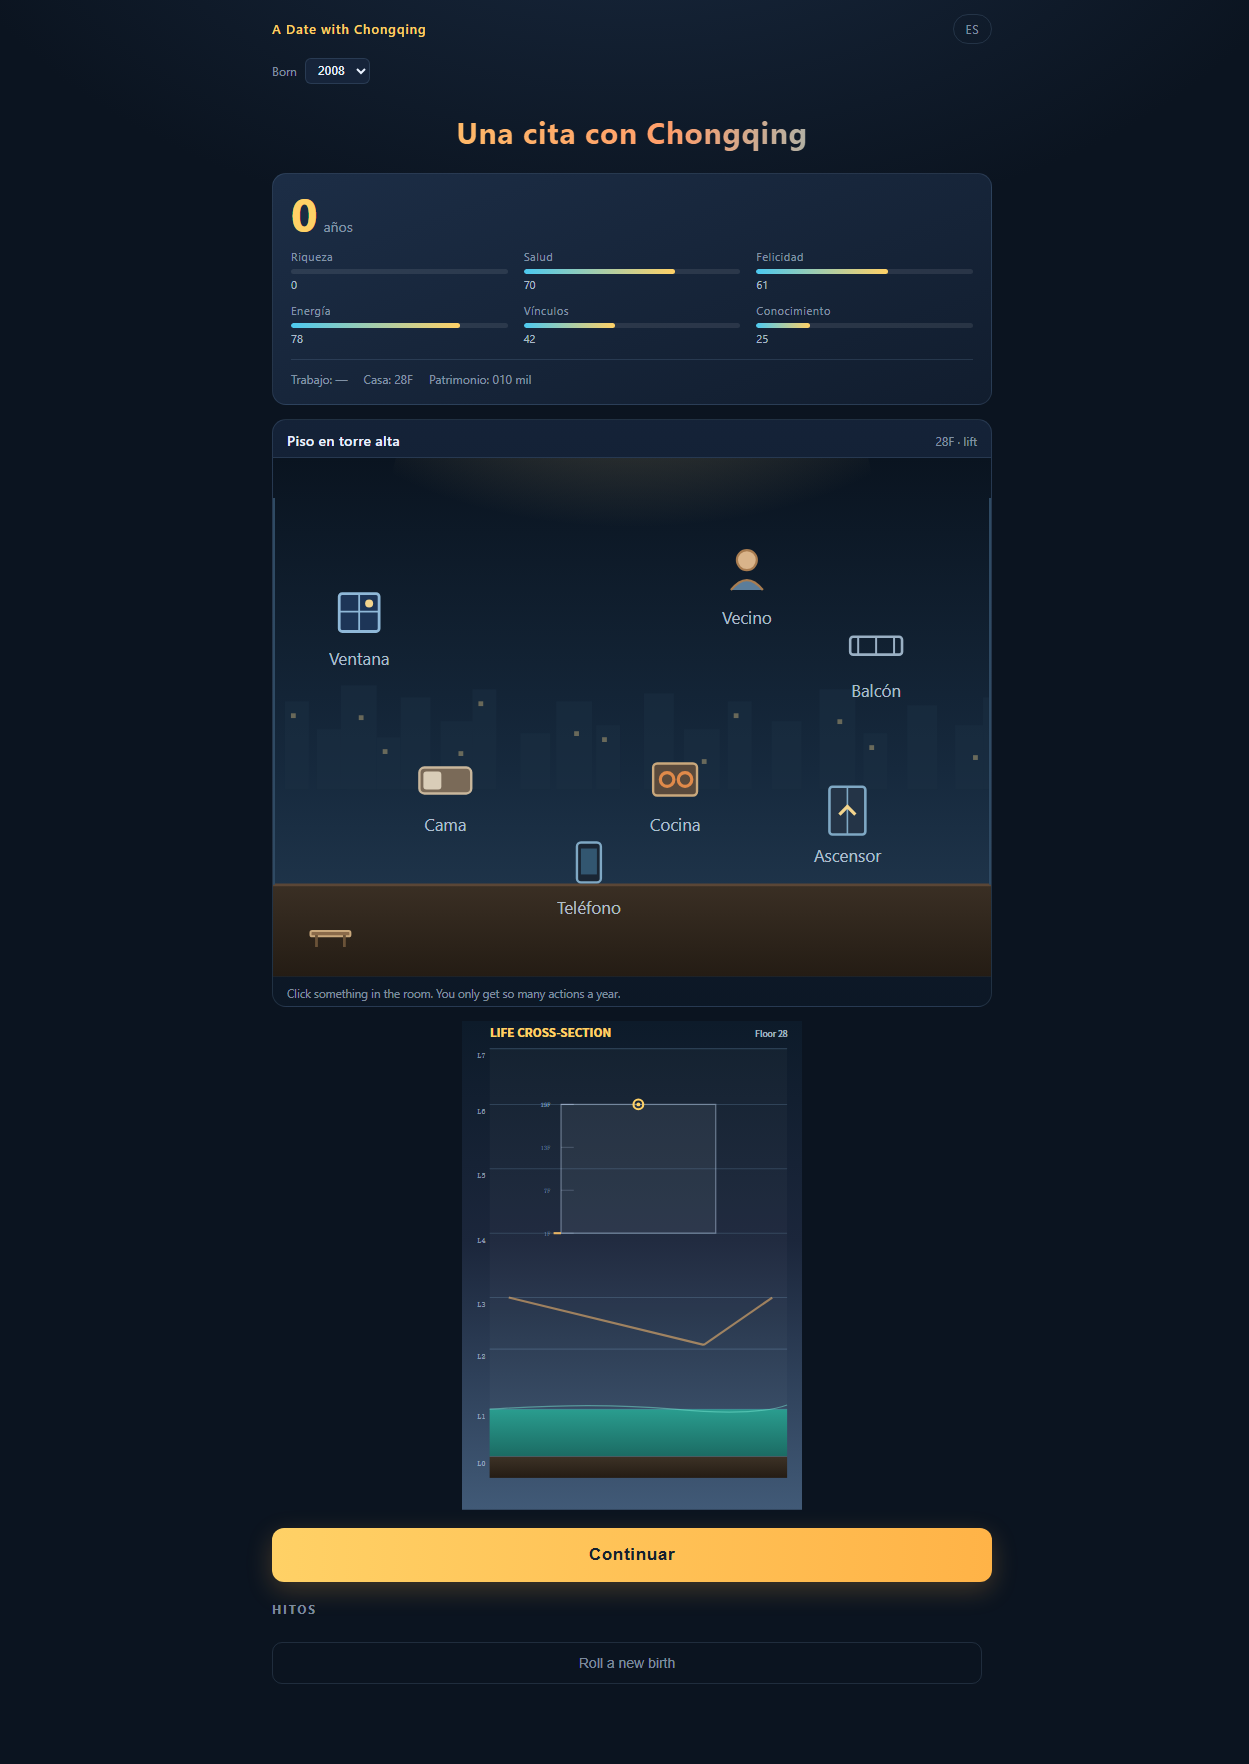 A Date with Chongqing
ES
Born 2008
Una cita con Chongqing
0 años
Riqueza
0
Salud
70
Felicidad
61
Energía
78
Vínculos
42
Conocimiento
25
Trabajo: — Casa: 28F Patrimonio: 010 mil
Piso en torre alta
28F · lift
Vecino
Ventana
Balcón
Cama
Cocina
Ascensor
Teléfono
Click something in the room. You only get so many actions a year.
LIFE CROSS-SECTION
Floor 28
L7
L6
L5
L4
L3
L2
L1
L0
Continuar
HITOS
Roll a new birth